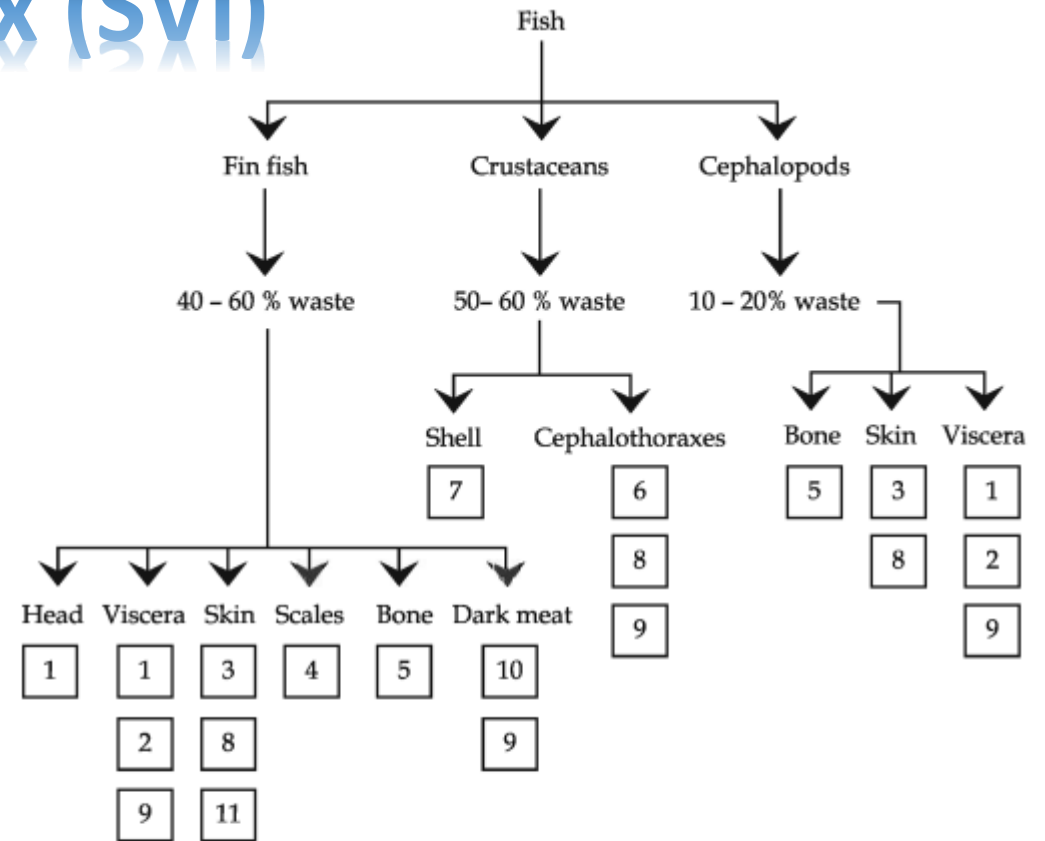 x (SVI)
Fish
Fin fish Crustaceans Cephalopods
40 – 60 % waste 50– 60 % waste 10 – 20% waste
Shell Cephalothoraxes Bone Skin Viscera
7 6 5 3 1
8 8 2
9 9
Head Viscera Skin Scales Bone Dark meat
1 1 3 4 5 10
2 8 9
9 11